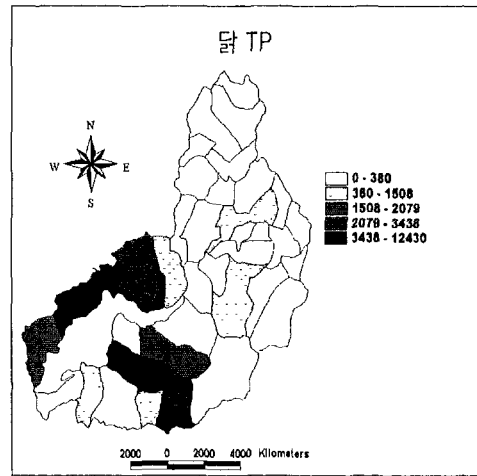 닭 TP
N
W E
S
0 - 380
380 - 1508
1508 - 2079
2079 - 3438
3438 - 12430
2000 0 2000 4000 Kilometers